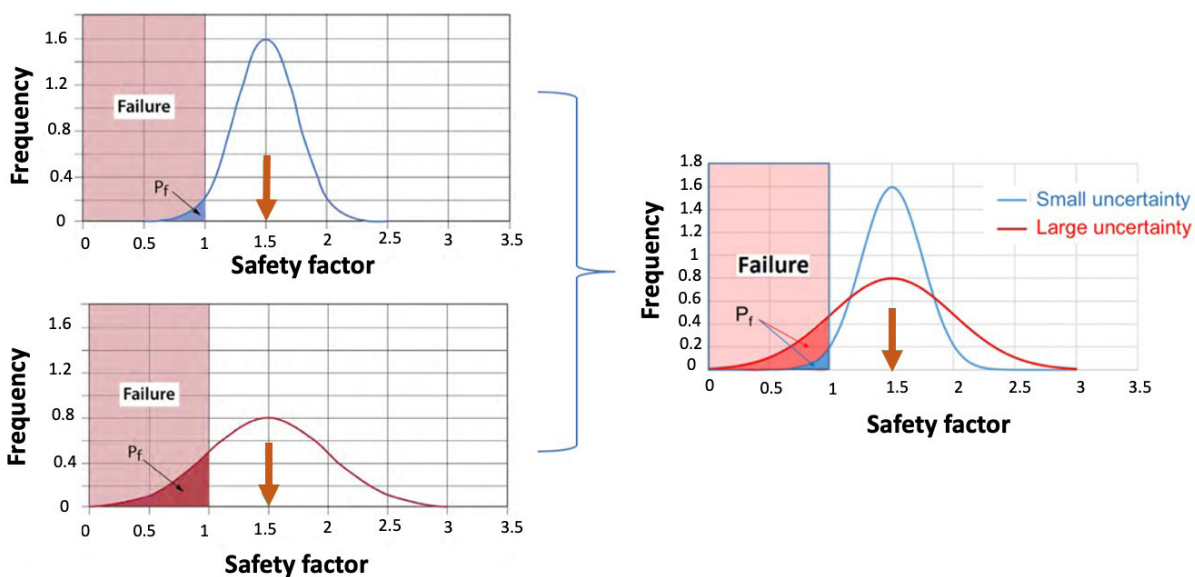 Frequency
1.6
1.2
0.8
0.4
0
Failure
Pf
0 0.5 1 1.5 2 2.5 3 3.5
Safety factor
Frequency
1.6
1.2
0.8
0.4
0
Failure
Pf
0 0.5 1 1.5 2 2.5 3 3.5
Safety factor
Frequency
1.8
1.6
1.4
1.2
1
0.8
0.6
0.4
0.2
0
Failure
Pf
Small uncertainty
Large uncertainty
0 0.5 1 1.5 2 2.5 3 3.5
Safety factor